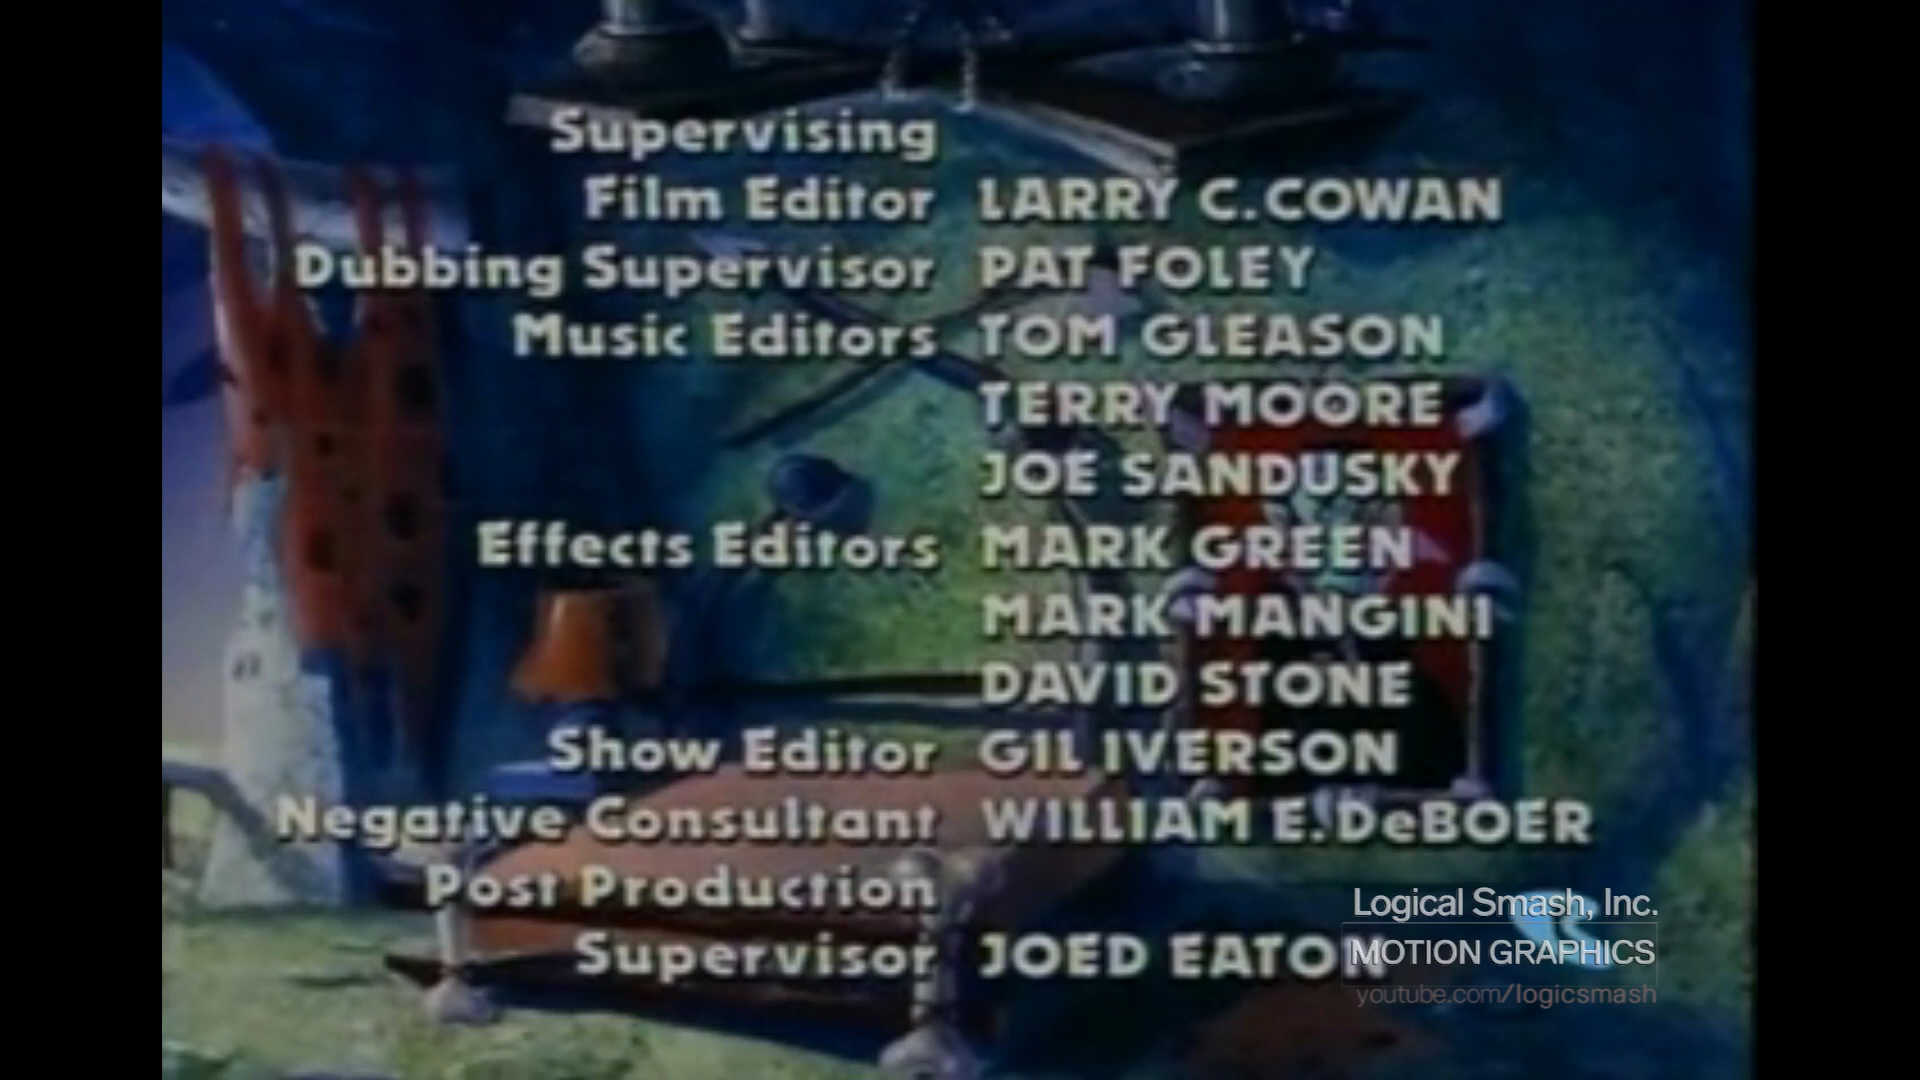 Supervising
Film Editor LARRY C. COWAN
Dubbing Supervisor PAT FOLEY
Music Editors TOM GLEASON
TERRY MOORE
JOE SANDUSKY
Effects Editors MARK GREEN
MARK MANGINI
DAVID STONE
Show Editor GIL IVERSON
Negative Consultant WILLIAM E. DeBOER
Post Production
Supervisor JOED EATON
Logical Smash, Inc.
MOTION GRAPHICS
youtube.com/logicsmash